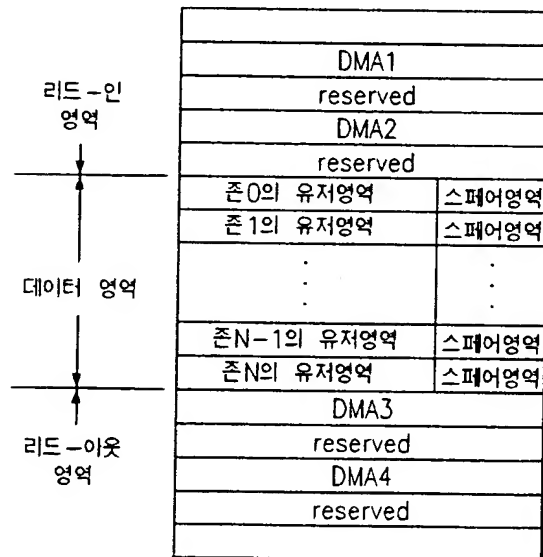 DMA1
reserved
DMA2
reserved
리드-인
영역
존0의 유저영역 스페어영역
존1의 유저영역 스페어영역
데이터 영역
존N-1의 유저영역 스페어영역
존N의 유저영역 스페어영역
DMA3
reserved
DMA4
reserved
리드-아웃
영역